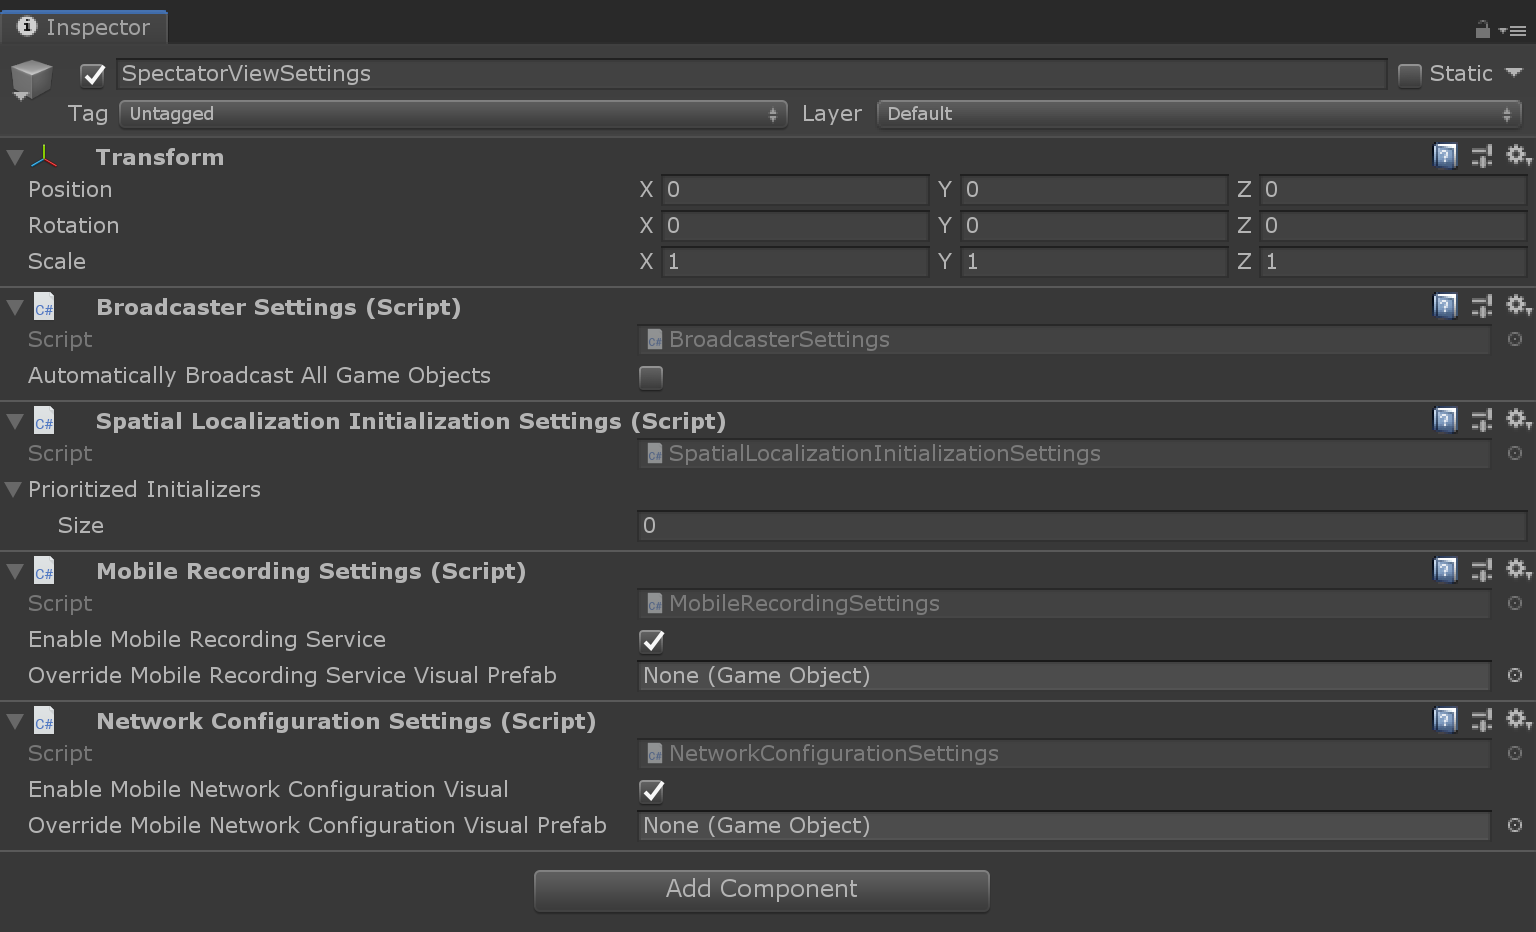 Inspector
SpectatorViewSettings Static
Tag Untagged Layer Default
Transform
Position X 0 Y 0 Z 0
Rotation X 0 Y 0 Z 0
Scale X 1 Y 1 Z 1
C# Broadcaster Settings (Script)
Script C# BroadcasterSettings
Automatically Broadcast All Game Objects
C# Spatial Localization Initialization Settings (Script)
Script C# SpatialLocalizationInitializationSettings
Prioritized Initializers
Size 0
C# Mobile Recording Settings (Script)
Script C# MobileRecordingSettings
Enable Mobile Recording Service
Override Mobile Recording Service Visual Prefab None (Game Object)
C# Network Configuration Settings (Script)
Script C# NetworkConfigurationSettings
Enable Mobile Network Configuration Visual
Override Mobile Network Configuration Visual Prefab None (Game Object)
Add Component